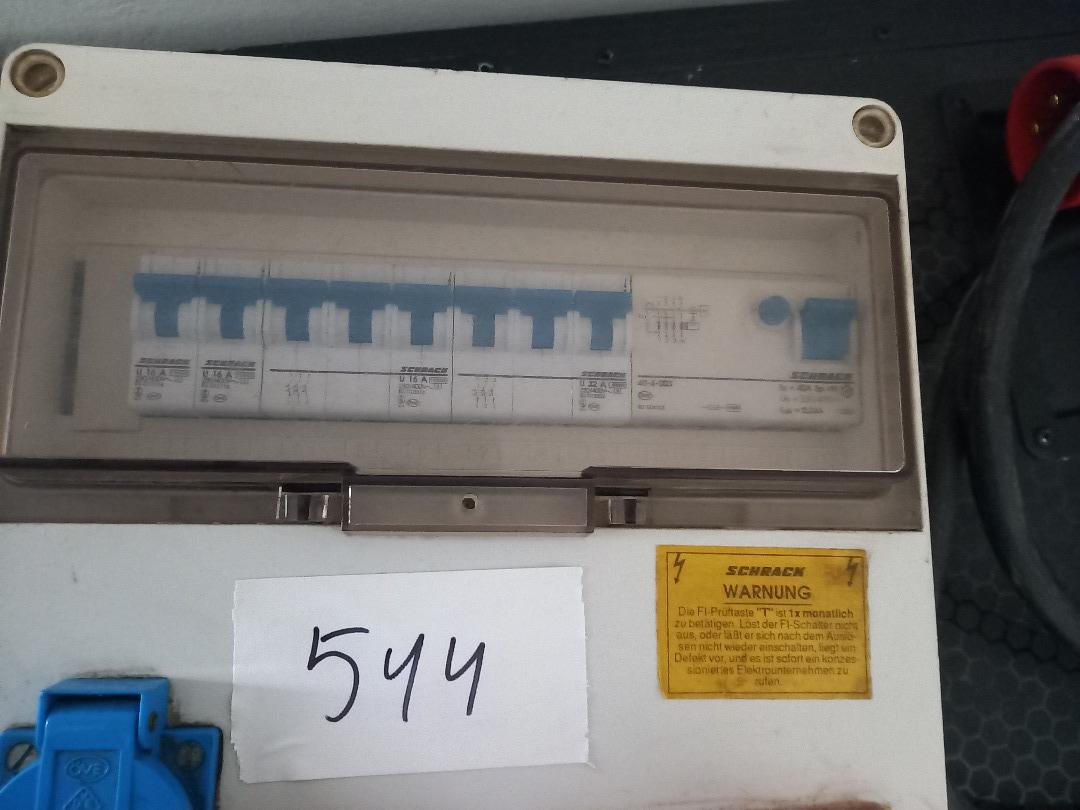 SCHRACK
U 16 A
SCHRACK
U 16 A
SCHRACK
U 16 A
SCHRACK
U 32 A
SCHRACK
544
SCHRACK
WARNUNG
Die FI-Prüftaste "T" ist 1x monatlich
zu betätigen. Löst der FI-Schalter nicht
aus, oder läßt er sich nach dem Auslö-
sen nicht wieder einschalten, liegt ein
Defekt vor, und es ist sofort ein konzes-
sioniertes Elektrounternehmen zu
rufen.
ÖVE